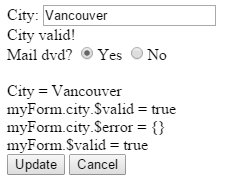 City: Vancouver
City valid!
Mail dvd? Yes No
City = Vancouver
myForm.city.$valid = true
myForm.city.$error = {}
myForm.$valid = true
Update Cancel